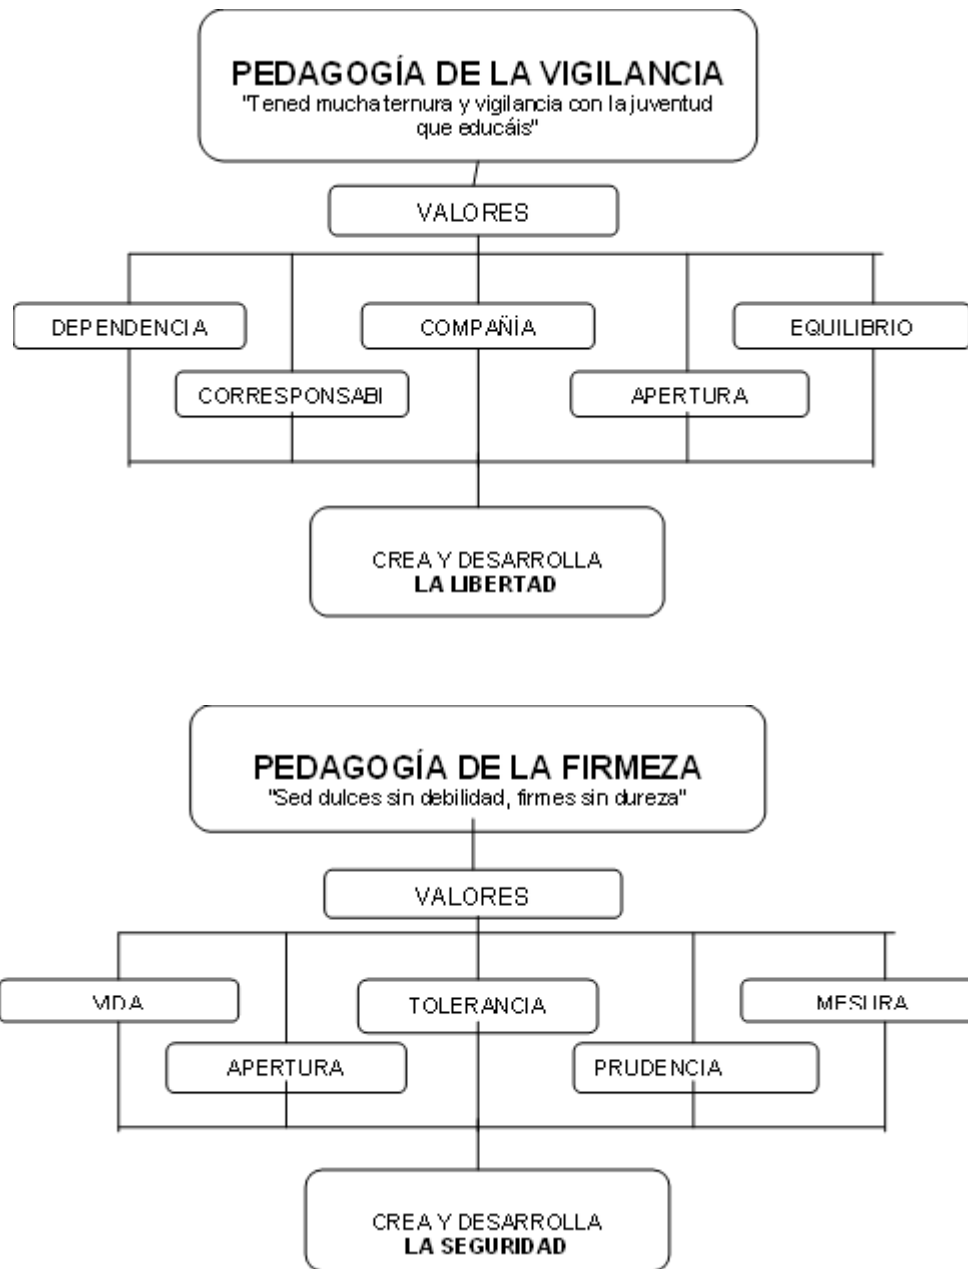 PEDAGOGÍA DE LA VIGILANCIA
"Tened mucha ternura y vigilancia con la juventud
que educáis"
VALORES
DEPENDENCIA
COMPAÑÍA
EQUILIBRIO
CORRESPONSABI
APERTURA
CREA Y DESARROLLA
LA LIBERTAD
PEDAGOGÍA DE LA FIRMEZA
"Sed dulces sin debilidad, firmes sin dureza"
VALORES
VIDA
TOLERANCIA
MESURA
APERTURA
PRUDENCIA
CREA Y DESARROLLA
LA SEGURIDAD